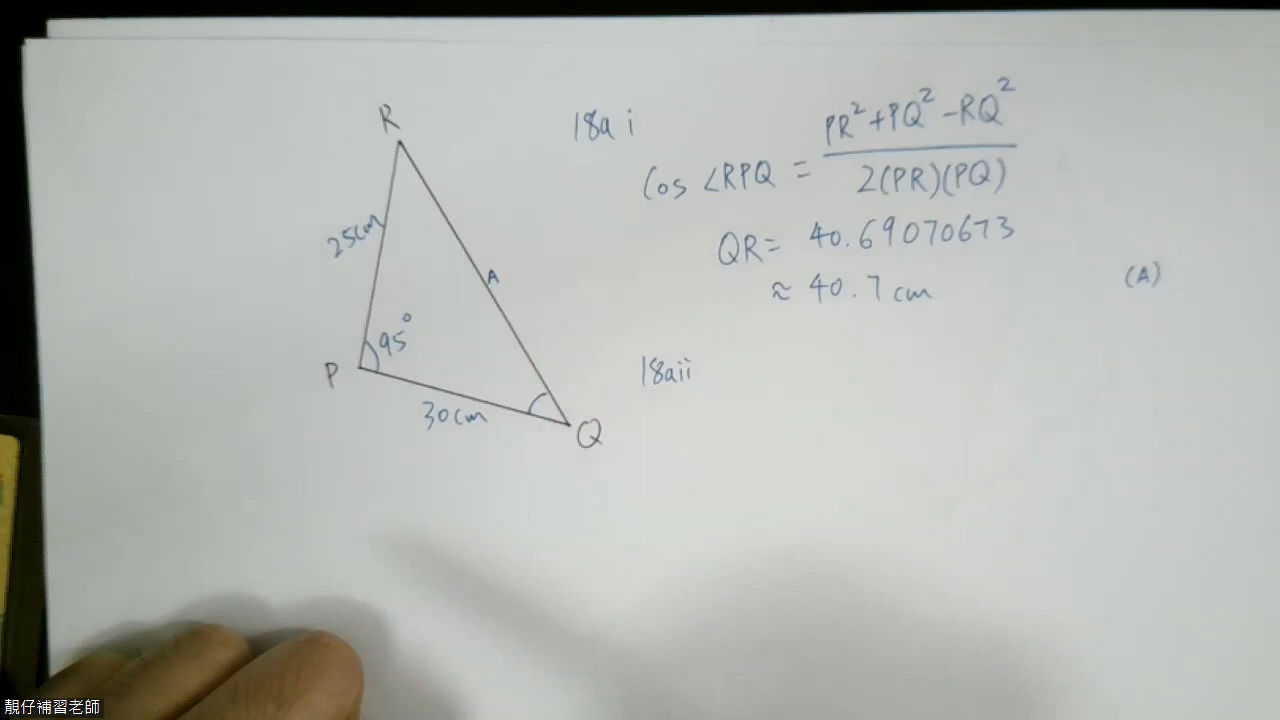 R
25cm
A
95°
P
30cm
Q
18a i
cos ∠RPQ = PR²+PQ²-RQ² / 2(PR)(PQ)
QR= 40.69070673
≈ 40.7 cm
(A)
18aii
靚仔補習老師